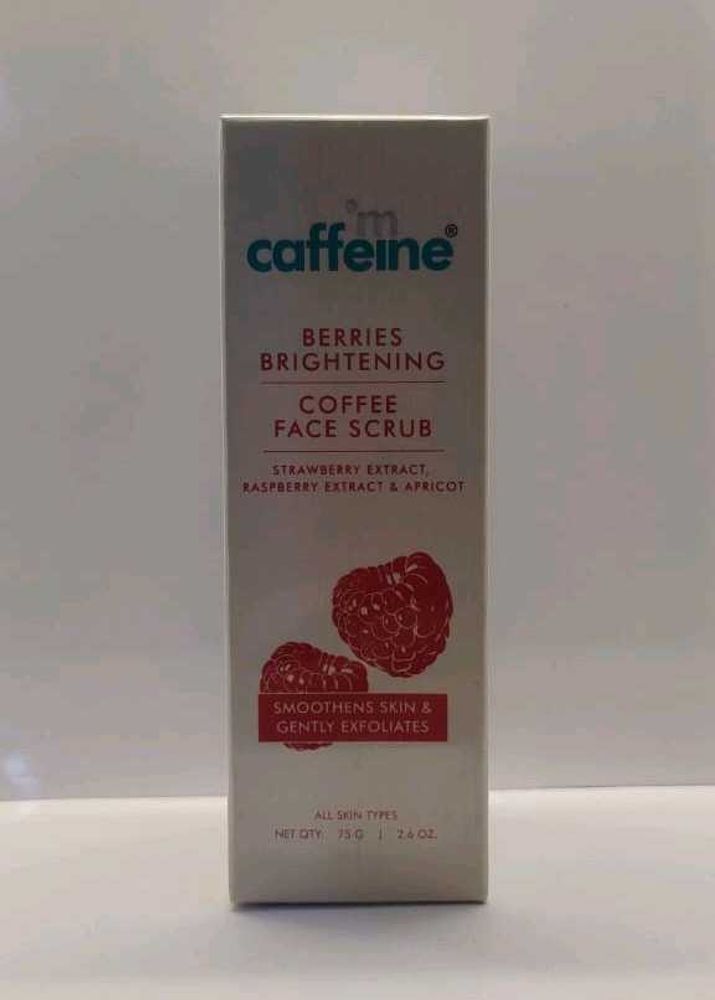 'm
caffeine®
BERRIES
BRIGHTENING
COFFEE
FACE SCRUB
STRAWBERRY EXTRACT,
RASPBERRY EXTRACT & APRICOT
SMOOTHENS SKIN &
GENTLY EXFOLIATES
ALL SKIN TYPES
NET QTY: 75 G | 2.6 OZ.